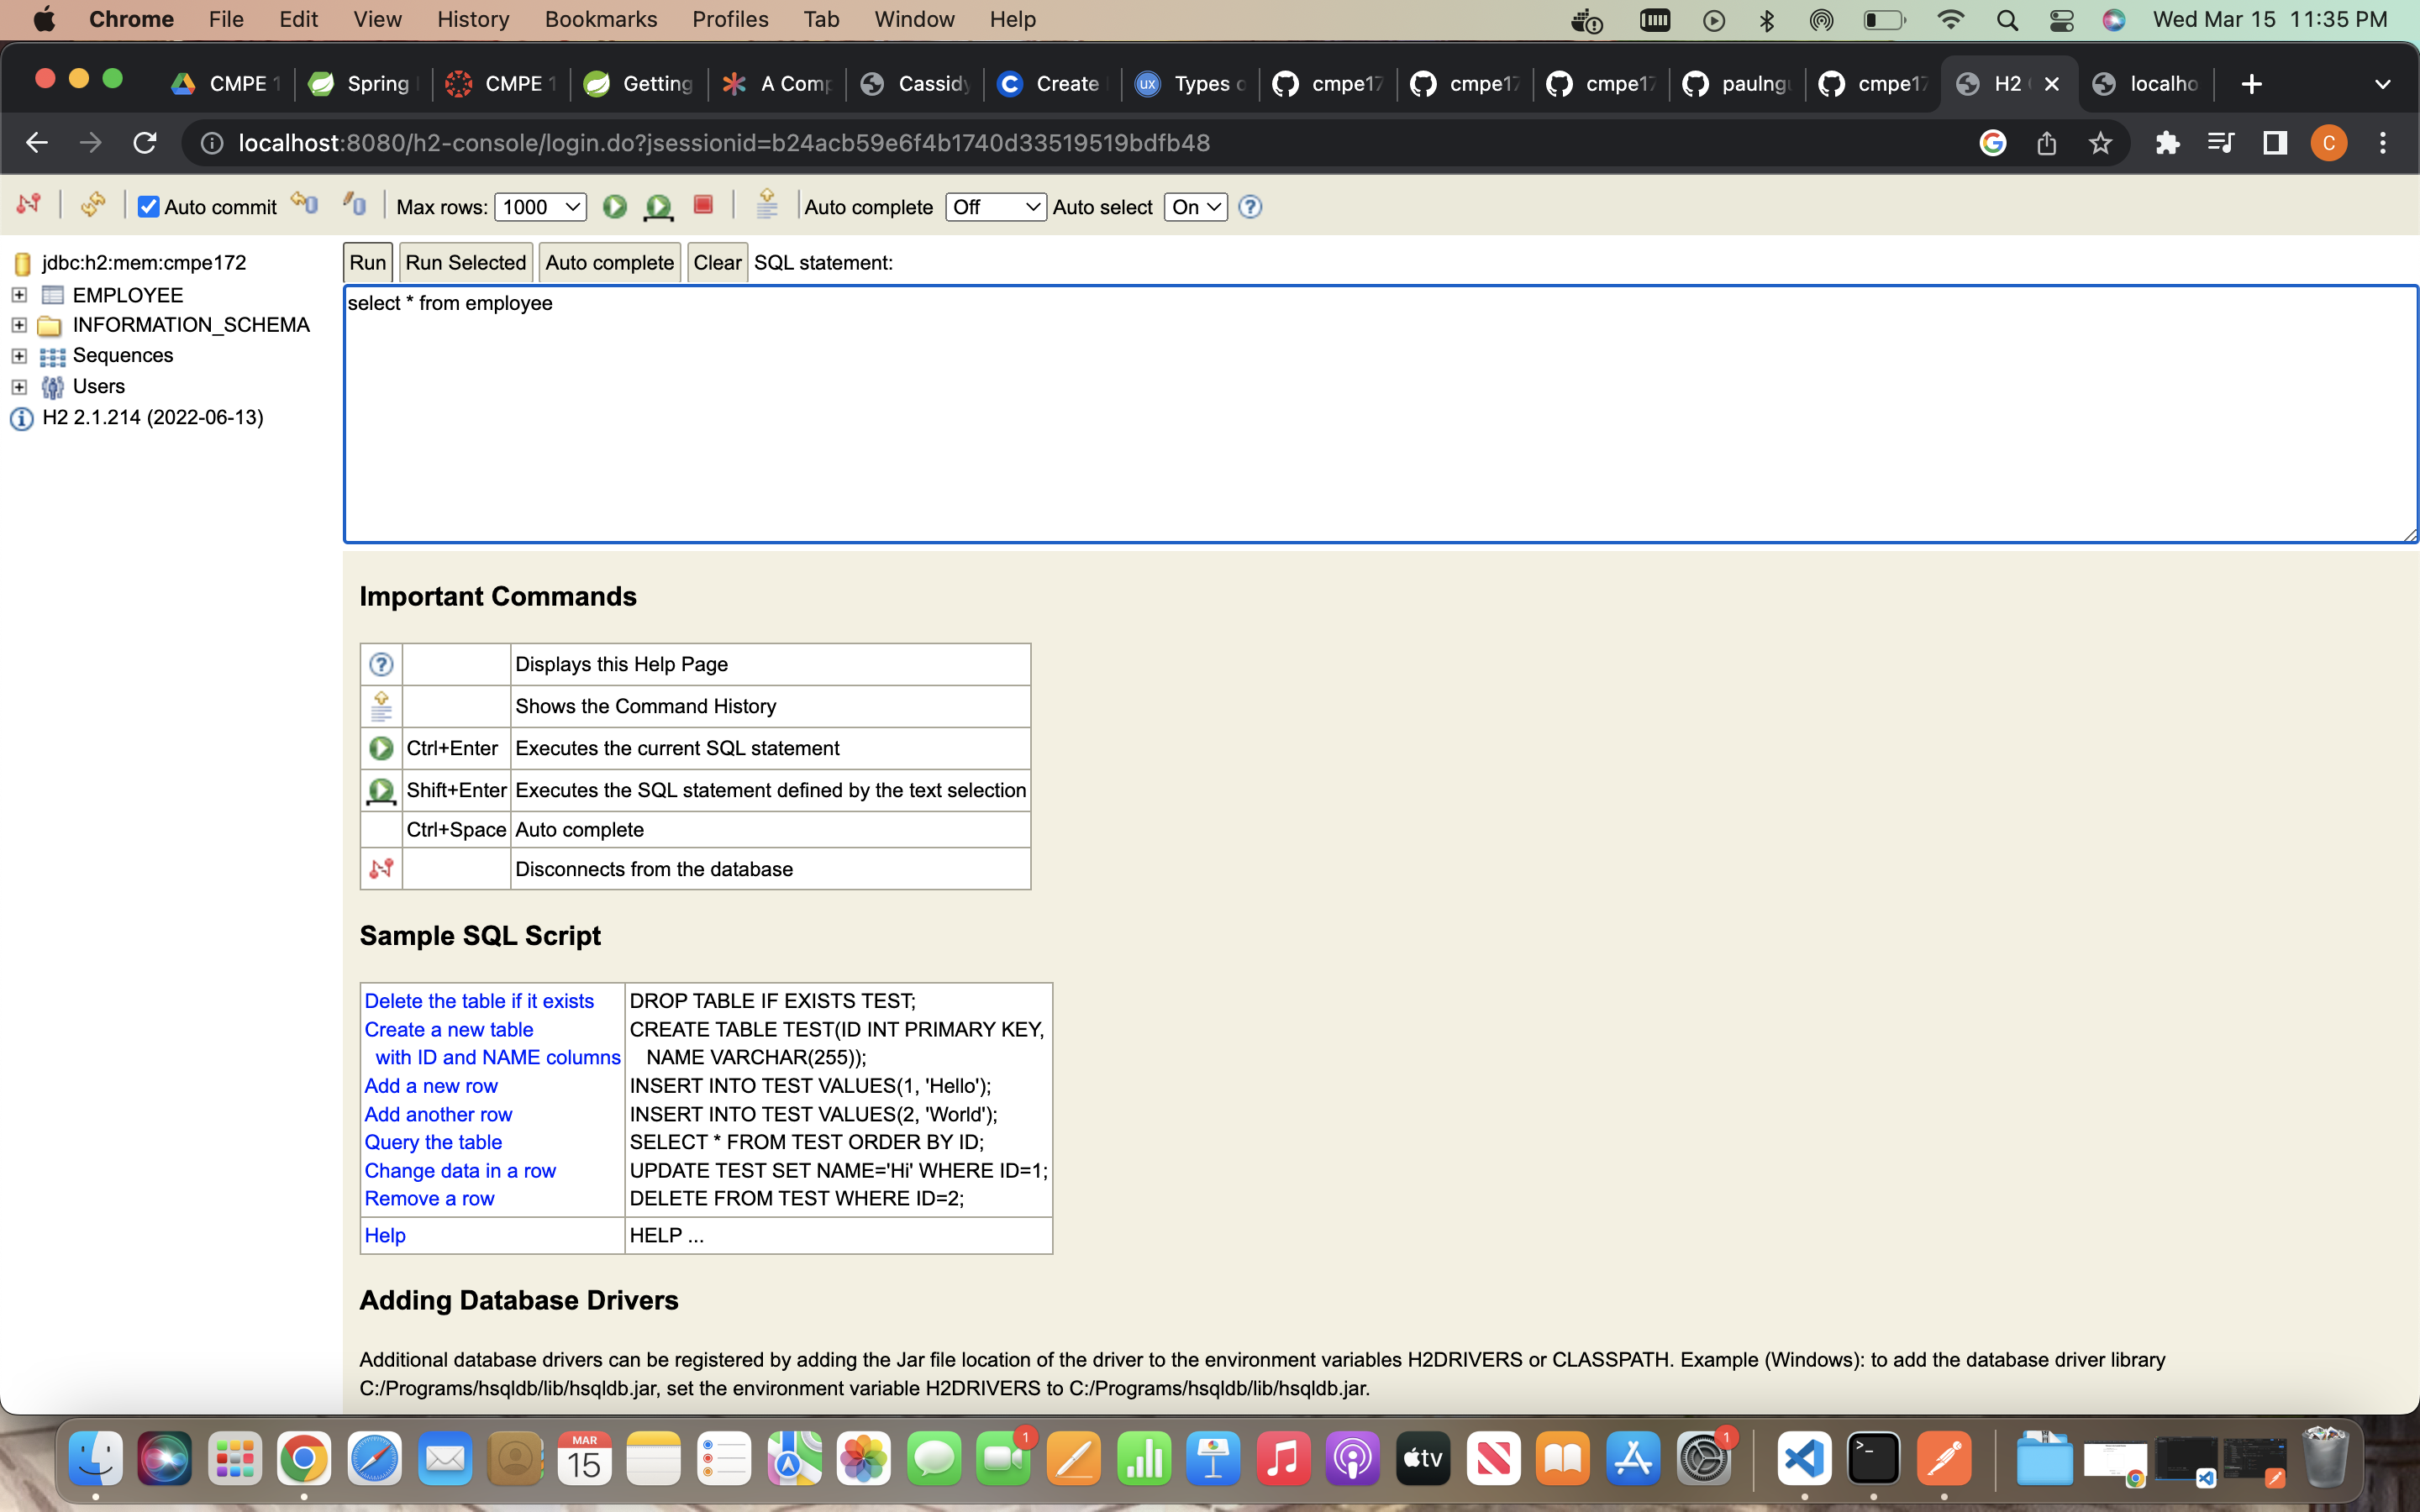 Chrome File Edit View History Bookmarks Profiles Tab Window Help Wed Mar 15 11:35 PM
CMPE 1 Spring CMPE 1 Getting A Comp Cassidy Create Types cmpe17 cmpe17 cmpe17 paulng cmpe17 H2 localho
localhost:8080/h2-console/login.do?jsessionid=b24acb59e6f4b1740d33519519bdfb48 C
Auto commit Max rows: 1000 Auto complete Off Auto select On
jdbc:h2:mem:cmpe172
EMPLOYEE
INFORMATION_SCHEMA
Sequences
Users
H2 2.1.214 (2022-06-13)
Run Run Selected Auto complete Clear SQL statement:
select * from employee
Important Commands
Displays this Help Page
Shows the Command History
Ctrl+Enter Executes the current SQL statement
Shift+Enter Executes the SQL statement defined by the text selection
Ctrl+Space Auto complete
Disconnects from the database
Sample SQL Script
Delete the table if it exists DROP TABLE IF EXISTS TEST;
Create a new table CREATE TABLE TEST(ID INT PRIMARY KEY,
with ID and NAME columns NAME VARCHAR(255));
Add a new row INSERT INTO TEST VALUES(1, 'Hello');
Add another row INSERT INTO TEST VALUES(2, 'World');
Query the table SELECT * FROM TEST ORDER BY ID;
Change data in a row UPDATE TEST SET NAME='Hi' WHERE ID=1;
Remove a row DELETE FROM TEST WHERE ID=2;
Help HELP ...
Adding Database Drivers
Additional database drivers can be registered by adding the Jar file location of the driver to the environment variables H2DRIVERS or CLASSPATH. Example (Windows): to add the database driver library
C:/Programs/hsqldb/lib/hsqldb.jar, set the environment variable H2DRIVERS to C:/Programs/hsqldb/lib/hsqldb.jar.
MAR
15
1
tv
1